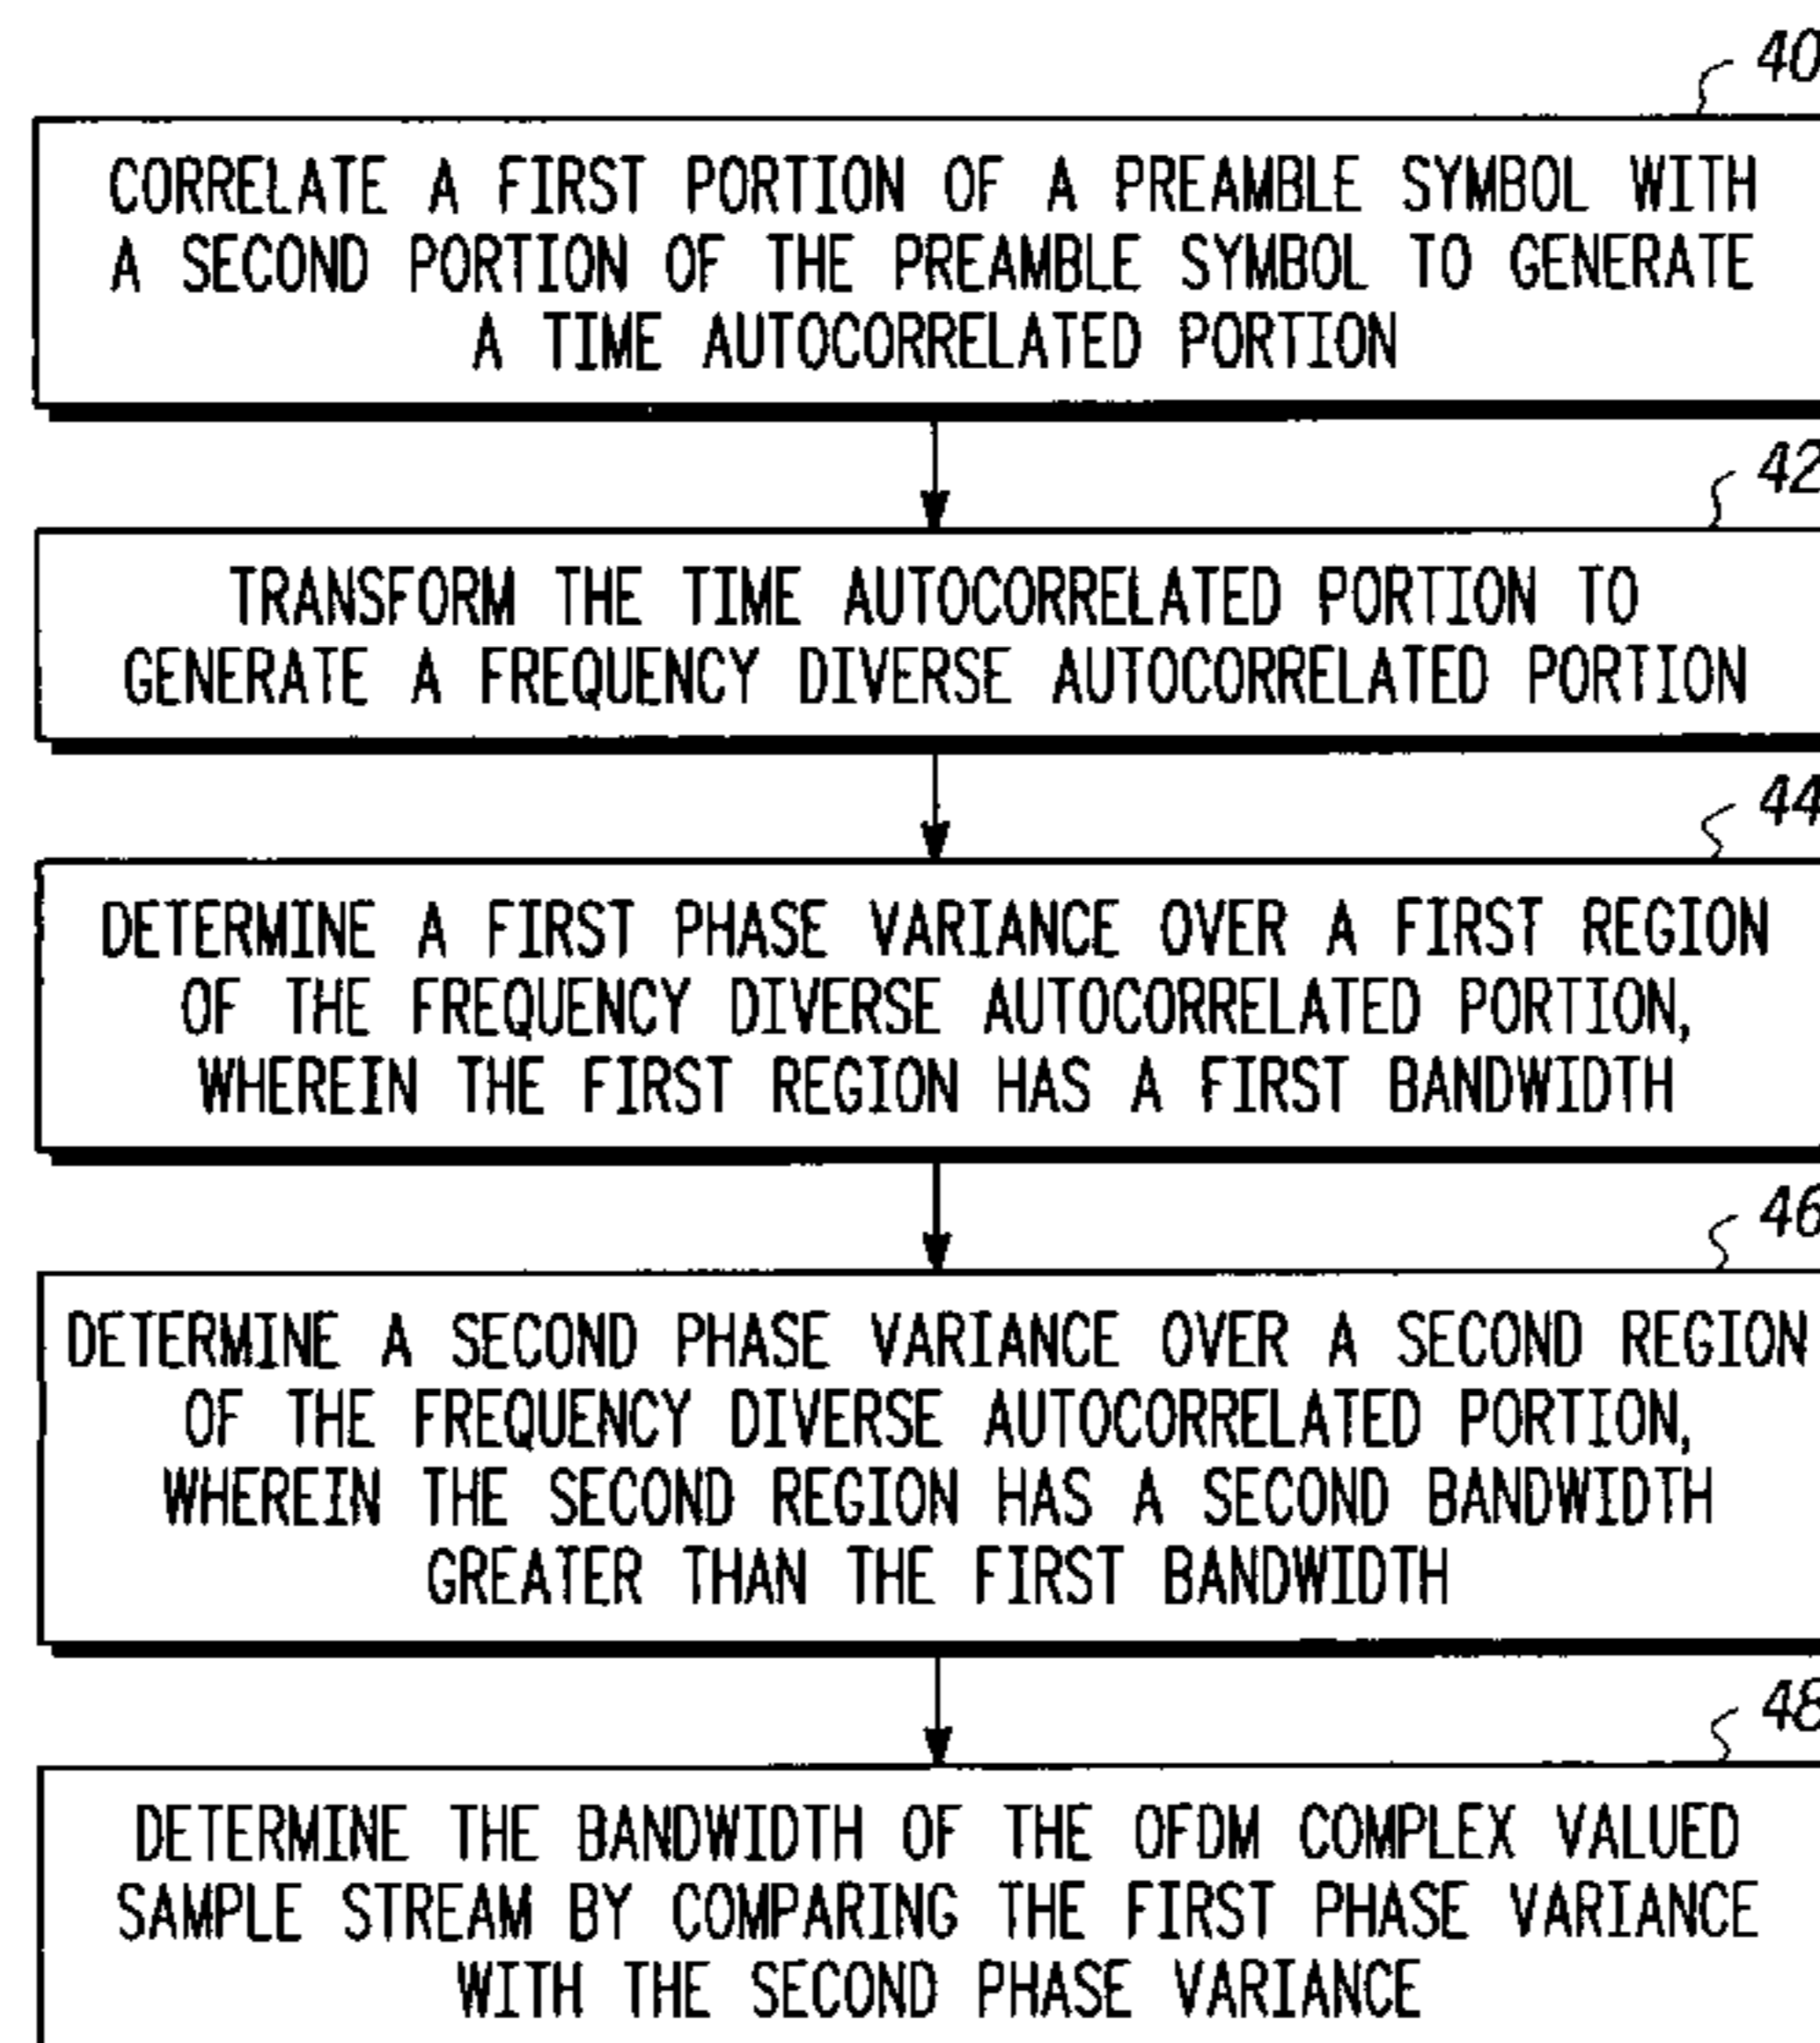 40
CORRELATE A FIRST PORTION OF A PREAMBLE SYMBOL WITH
A SECOND PORTION OF THE PREAMBLE SYMBOL TO GENERATE
A TIME AUTOCORRELATED PORTION
42
TRANSFORM THE TIME AUTOCORRELATED PORTION TO
GENERATE A FREQUENCY DIVERSE AUTOCORRELATED PORTION
44
DETERMINE A FIRST PHASE VARIANCE OVER A FIRST REGION
OF THE FREQUENCY DIVERSE AUTOCORRELATED PORTION,
WHEREIN THE FIRST REGION HAS A FIRST BANDWIDTH
46
DETERMINE A SECOND PHASE VARIANCE OVER A SECOND REGION
OF THE FREQUENCY DIVERSE AUTOCORRELATED PORTION,
WHEREIN THE SECOND REGION HAS A SECOND BANDWIDTH
GREATER THAN THE FIRST BANDWIDTH
48
DETERMINE THE BANDWIDTH OF THE OFDM COMPLEX VALUED
SAMPLE STREAM BY COMPARING THE FIRST PHASE VARIANCE
WITH THE SECOND PHASE VARIANCE